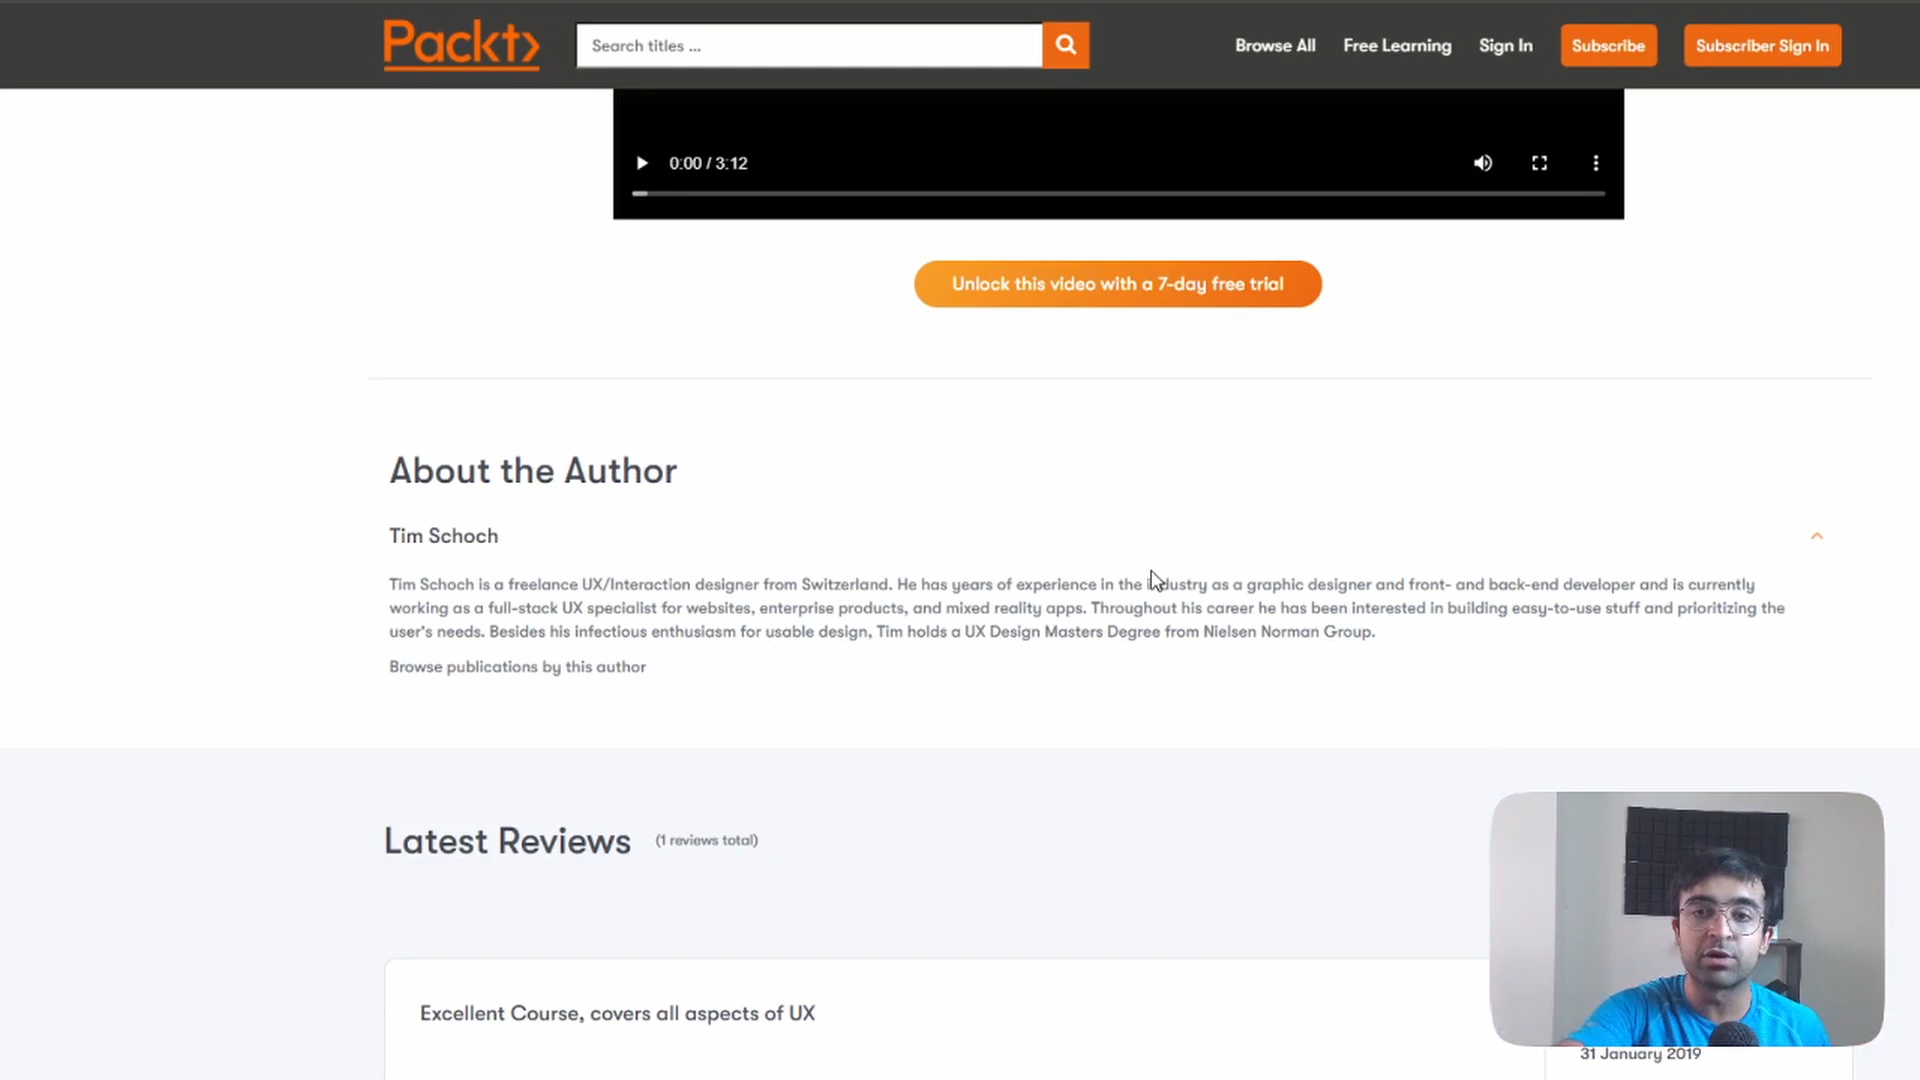 Packt>
Search titles ...
Browse All
Free Learning
Sign In
Subscribe
Subscriber Sign In
0:00 / 3:12
Unlock this video with a 7-day free trial
About the Author
Tim Schoch
Tim Schoch is a freelance UX/Interaction designer from Switzerland. He has years of experience in the industry as a graphic designer and front- and back-end developer and is currently
working as a full-stack UX specialist for websites, enterprise products, and mixed reality apps. Throughout his career he has been interested in building easy-to-use stuff and prioritizing the
user's needs. Besides his infectious enthusiasm for usable design, Tim holds a UX Design Masters Degree from Nielsen Norman Group.
Browse publications by this author
Latest Reviews
(1 reviews total)
Excellent Course, covers all aspects of UX
31 January 2019